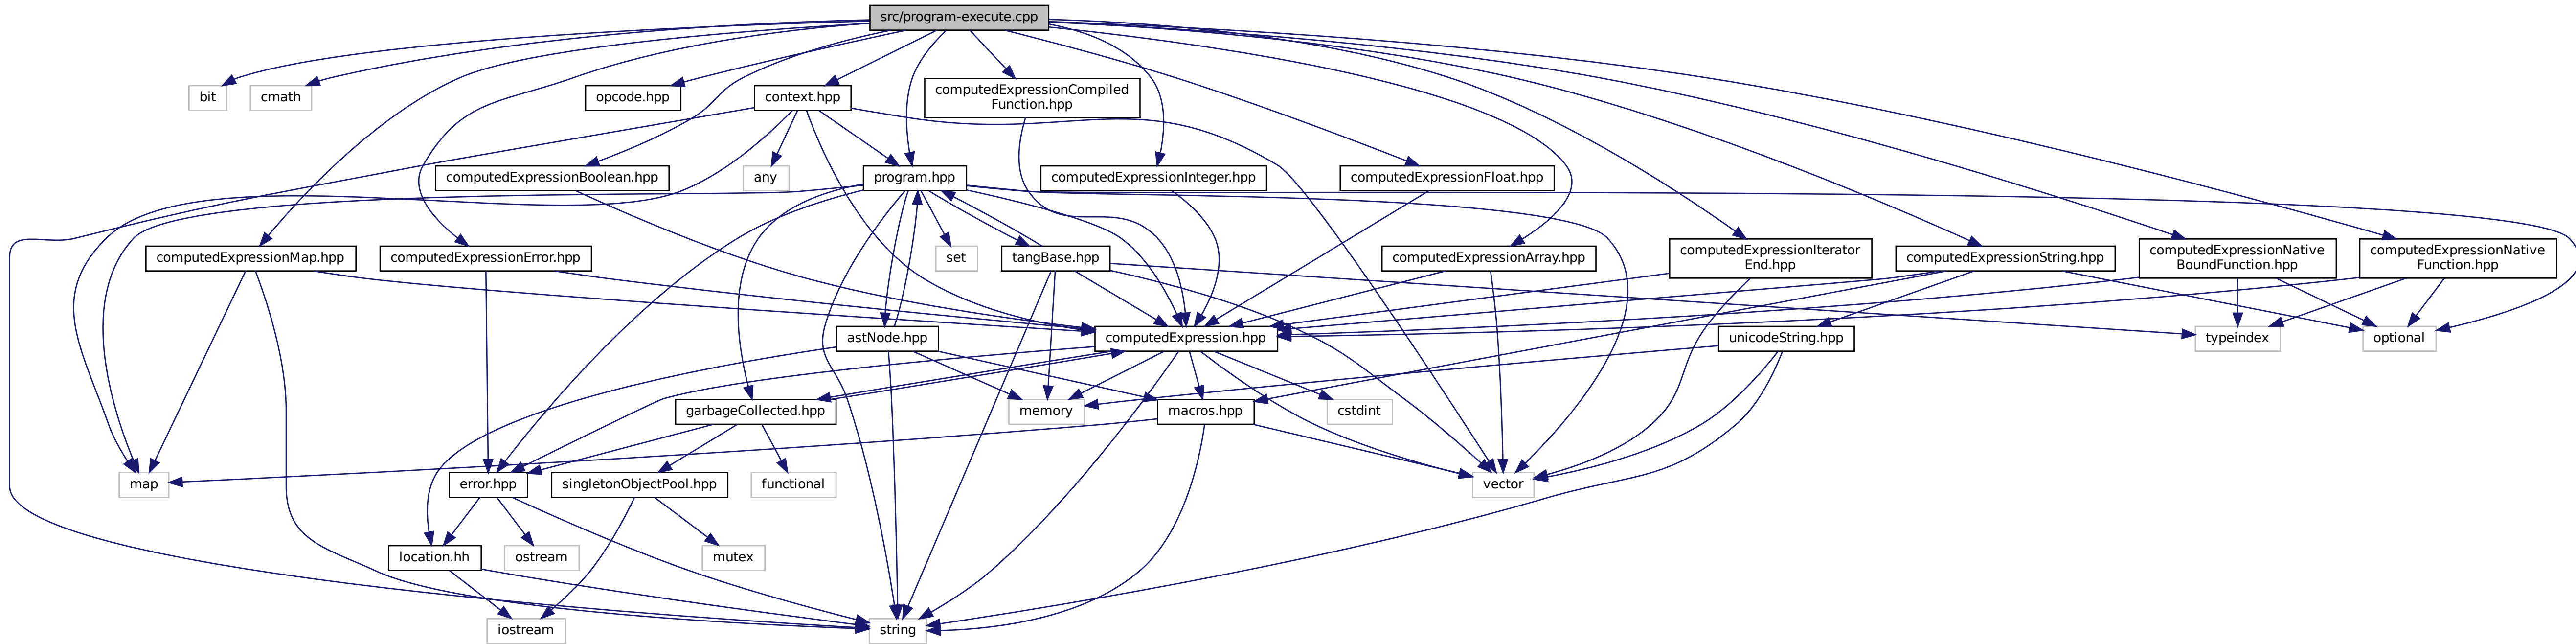 src/program-execute.cpp
bit
cmath
opcode.hpp
context.hpp
computedExpressionCompiled
Function.hpp
computedExpressionBoolean.hpp
any
program.hpp
computedExpressionInteger.hpp
computedExpressionFloat.hpp
computedExpressionMap.hpp
computedExpressionError.hpp
set
tangBase.hpp
computedExpressionArray.hpp
computedExpressionIterator
End.hpp
computedExpressionString.hpp
computedExpressionNative
BoundFunction.hpp
computedExpressionNative
Function.hpp
astNode.hpp
computedExpression.hpp
unicodeString.hpp
typeindex
optional
garbageCollected.hpp
memory
macros.hpp
cstdint
map
error.hpp
singletonObjectPool.hpp
functional
vector
location.hh
ostream
mutex
iostream
string